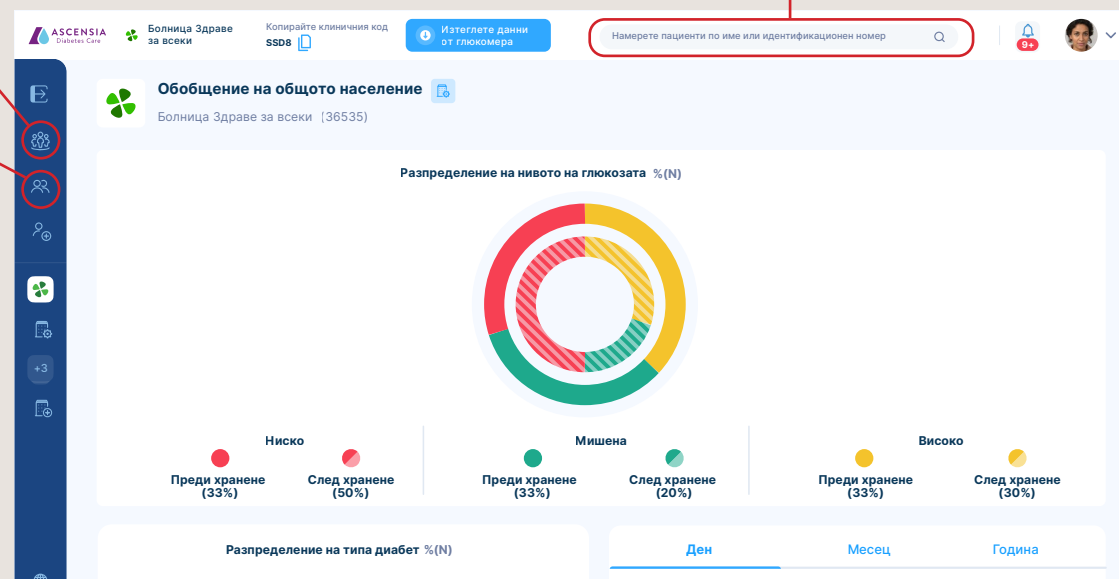 ASCENSIA
Diabetes Care
Болница Здраве
за всеки
Копирайте клиничния код
SSD8
Изтеглете данни
от глюкомера
Намерете пациенти по име или идентификационен номер
9+
Обобщение на общото население
Болница Здраве за всеки (36535)
+3
Разпределение на нивото на глюкозата %(N)
Ниско
Преди хранене
(33%)
След хранене
(50%)
Мишена
Преди хранене
(33%)
След хранене
(20%)
Високо
Преди хранене
(33%)
След хранене
(30%)
Разпределение на типа диабет %(N)
Ден
Месец
Година